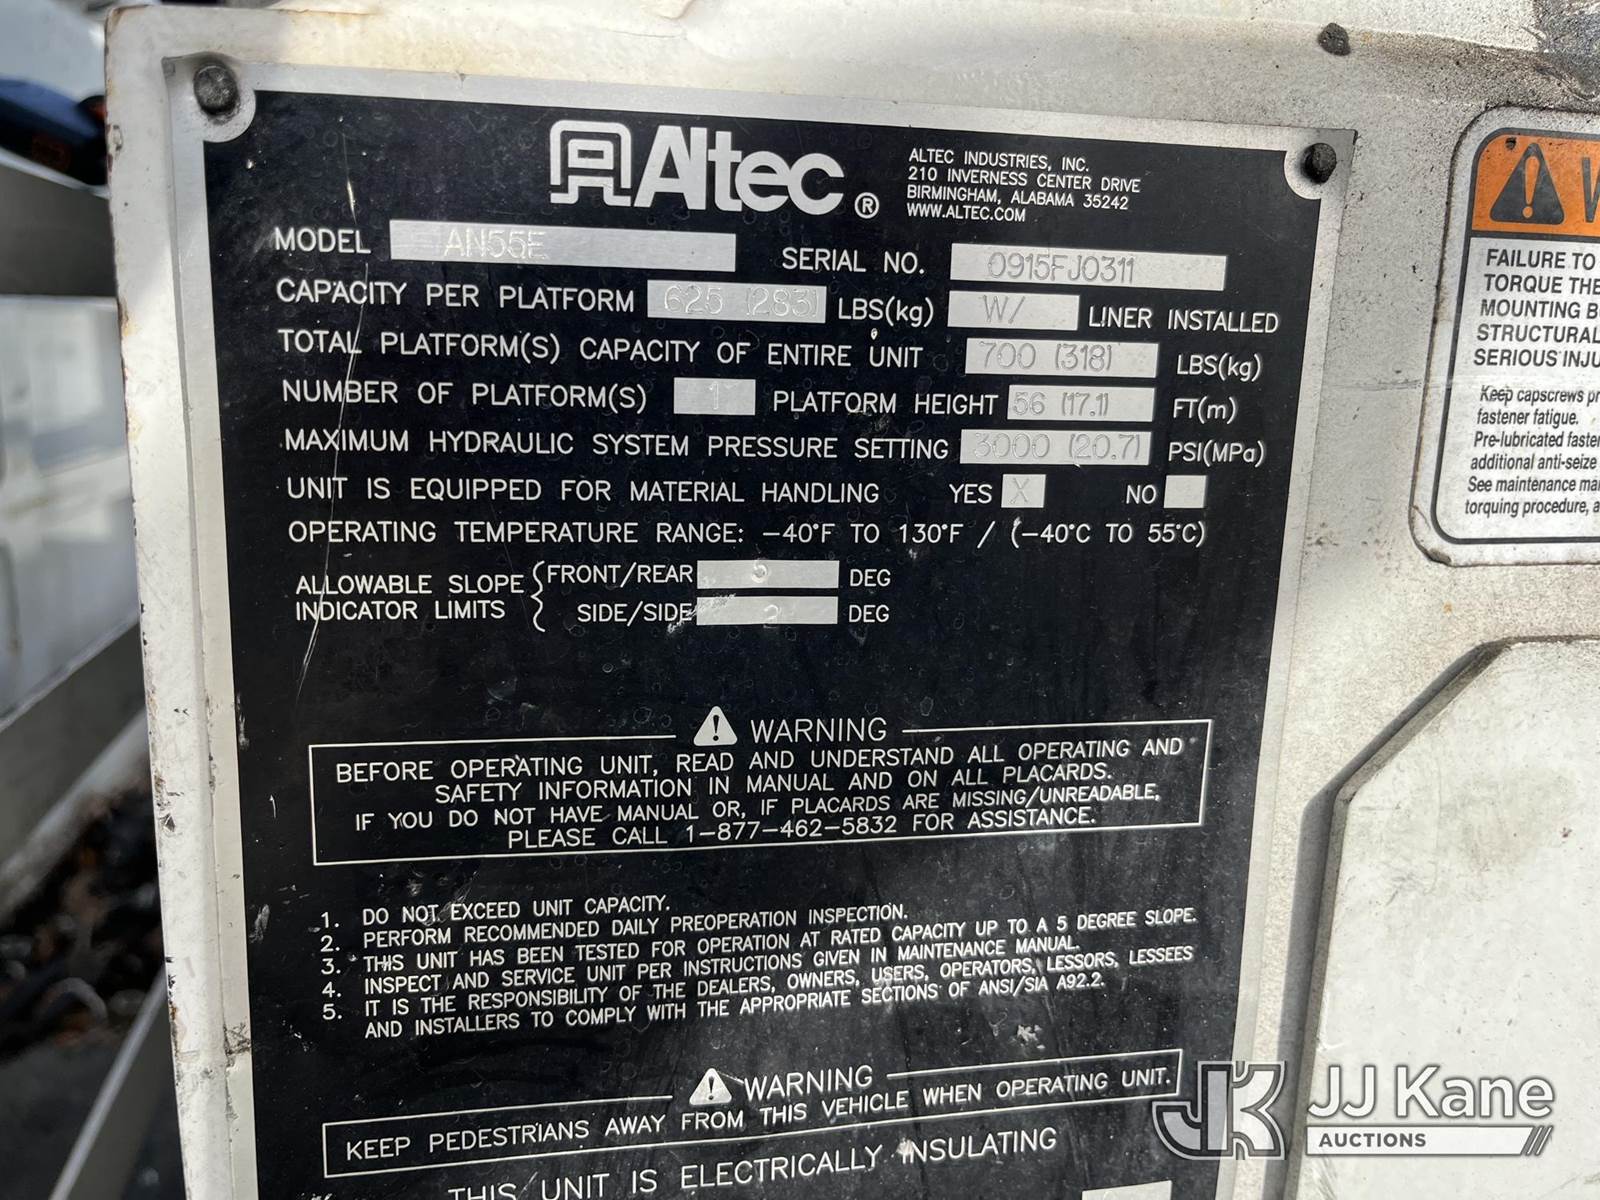 Altec®
ALTEC INDUSTRIES, INC.
210 INVERNESS CENTER DRIVE
BIRMINGHAM, ALABAMA 35242
WWW.ALTEC.COM
MODEL AN55E SERIAL NO. 0915FJ0311
CAPACITY PER PLATFORM 625 (283) LBS(kg) W/ LINER INSTALLED
TOTAL PLATFORM(S) CAPACITY OF ENTIRE UNIT 700 (318) LBS(kg)
NUMBER OF PLATFORM(S) 1 PLATFORM HEIGHT 56 (17.1) FT(m)
MAXIMUM HYDRAULIC SYSTEM PRESSURE SETTING 3000 (20.7) PSI(MPa)
UNIT IS EQUIPPED FOR MATERIAL HANDLING YES X NO
OPERATING TEMPERATURE RANGE: -40°F TO 130°F / (-40°C TO 55°C)
ALLOWABLE SLOPE INDICATOR LIMITS { FRONT/REAR 5 DEG
SIDE/SIDE 2 DEG
WARNING
BEFORE OPERATING UNIT, READ AND UNDERSTAND ALL OPERATING AND
SAFETY INFORMATION IN MANUAL AND ON ALL PLACARDS.
IF YOU DO NOT HAVE MANUAL OR, IF PLACARDS ARE MISSING/UNREADABLE,
PLEASE CALL 1-877-462-5832 FOR ASSISTANCE.
1. DO NOT EXCEED UNIT CAPACITY.
2. PERFORM RECOMMENDED DAILY PREOPERATION INSPECTION.
3. THIS UNIT HAS BEEN TESTED FOR OPERATION AT RATED CAPACITY UP TO A 5 DEGREE SLOPE.
4. INSPECT AND SERVICE UNIT PER INSTRUCTIONS GIVEN IN MAINTENANCE MANUAL.
5. IT IS THE RESPONSIBILITY OF THE DEALERS, OWNERS, USERS, OPERATORS, LESSORS, LESSEES
AND INSTALLERS TO COMPLY WITH THE APPROPRIATE SECTIONS OF ANSI/SIA A92.2.
WARNING
KEEP PEDESTRIANS AWAY FROM THIS VEHICLE WHEN OPERATING UNIT.
THIS UNIT IS ELECTRICALLY INSULATING
FAILURE TO
TORQUE THE
MOUNTING
STRUCTURAL
SERIOUS
Keep capscrews
fastener fatigue.
Pre-lubricated
additional anti-seize
See maintenance
torquing procedure,
JK JJ Kane
AUCTIONS